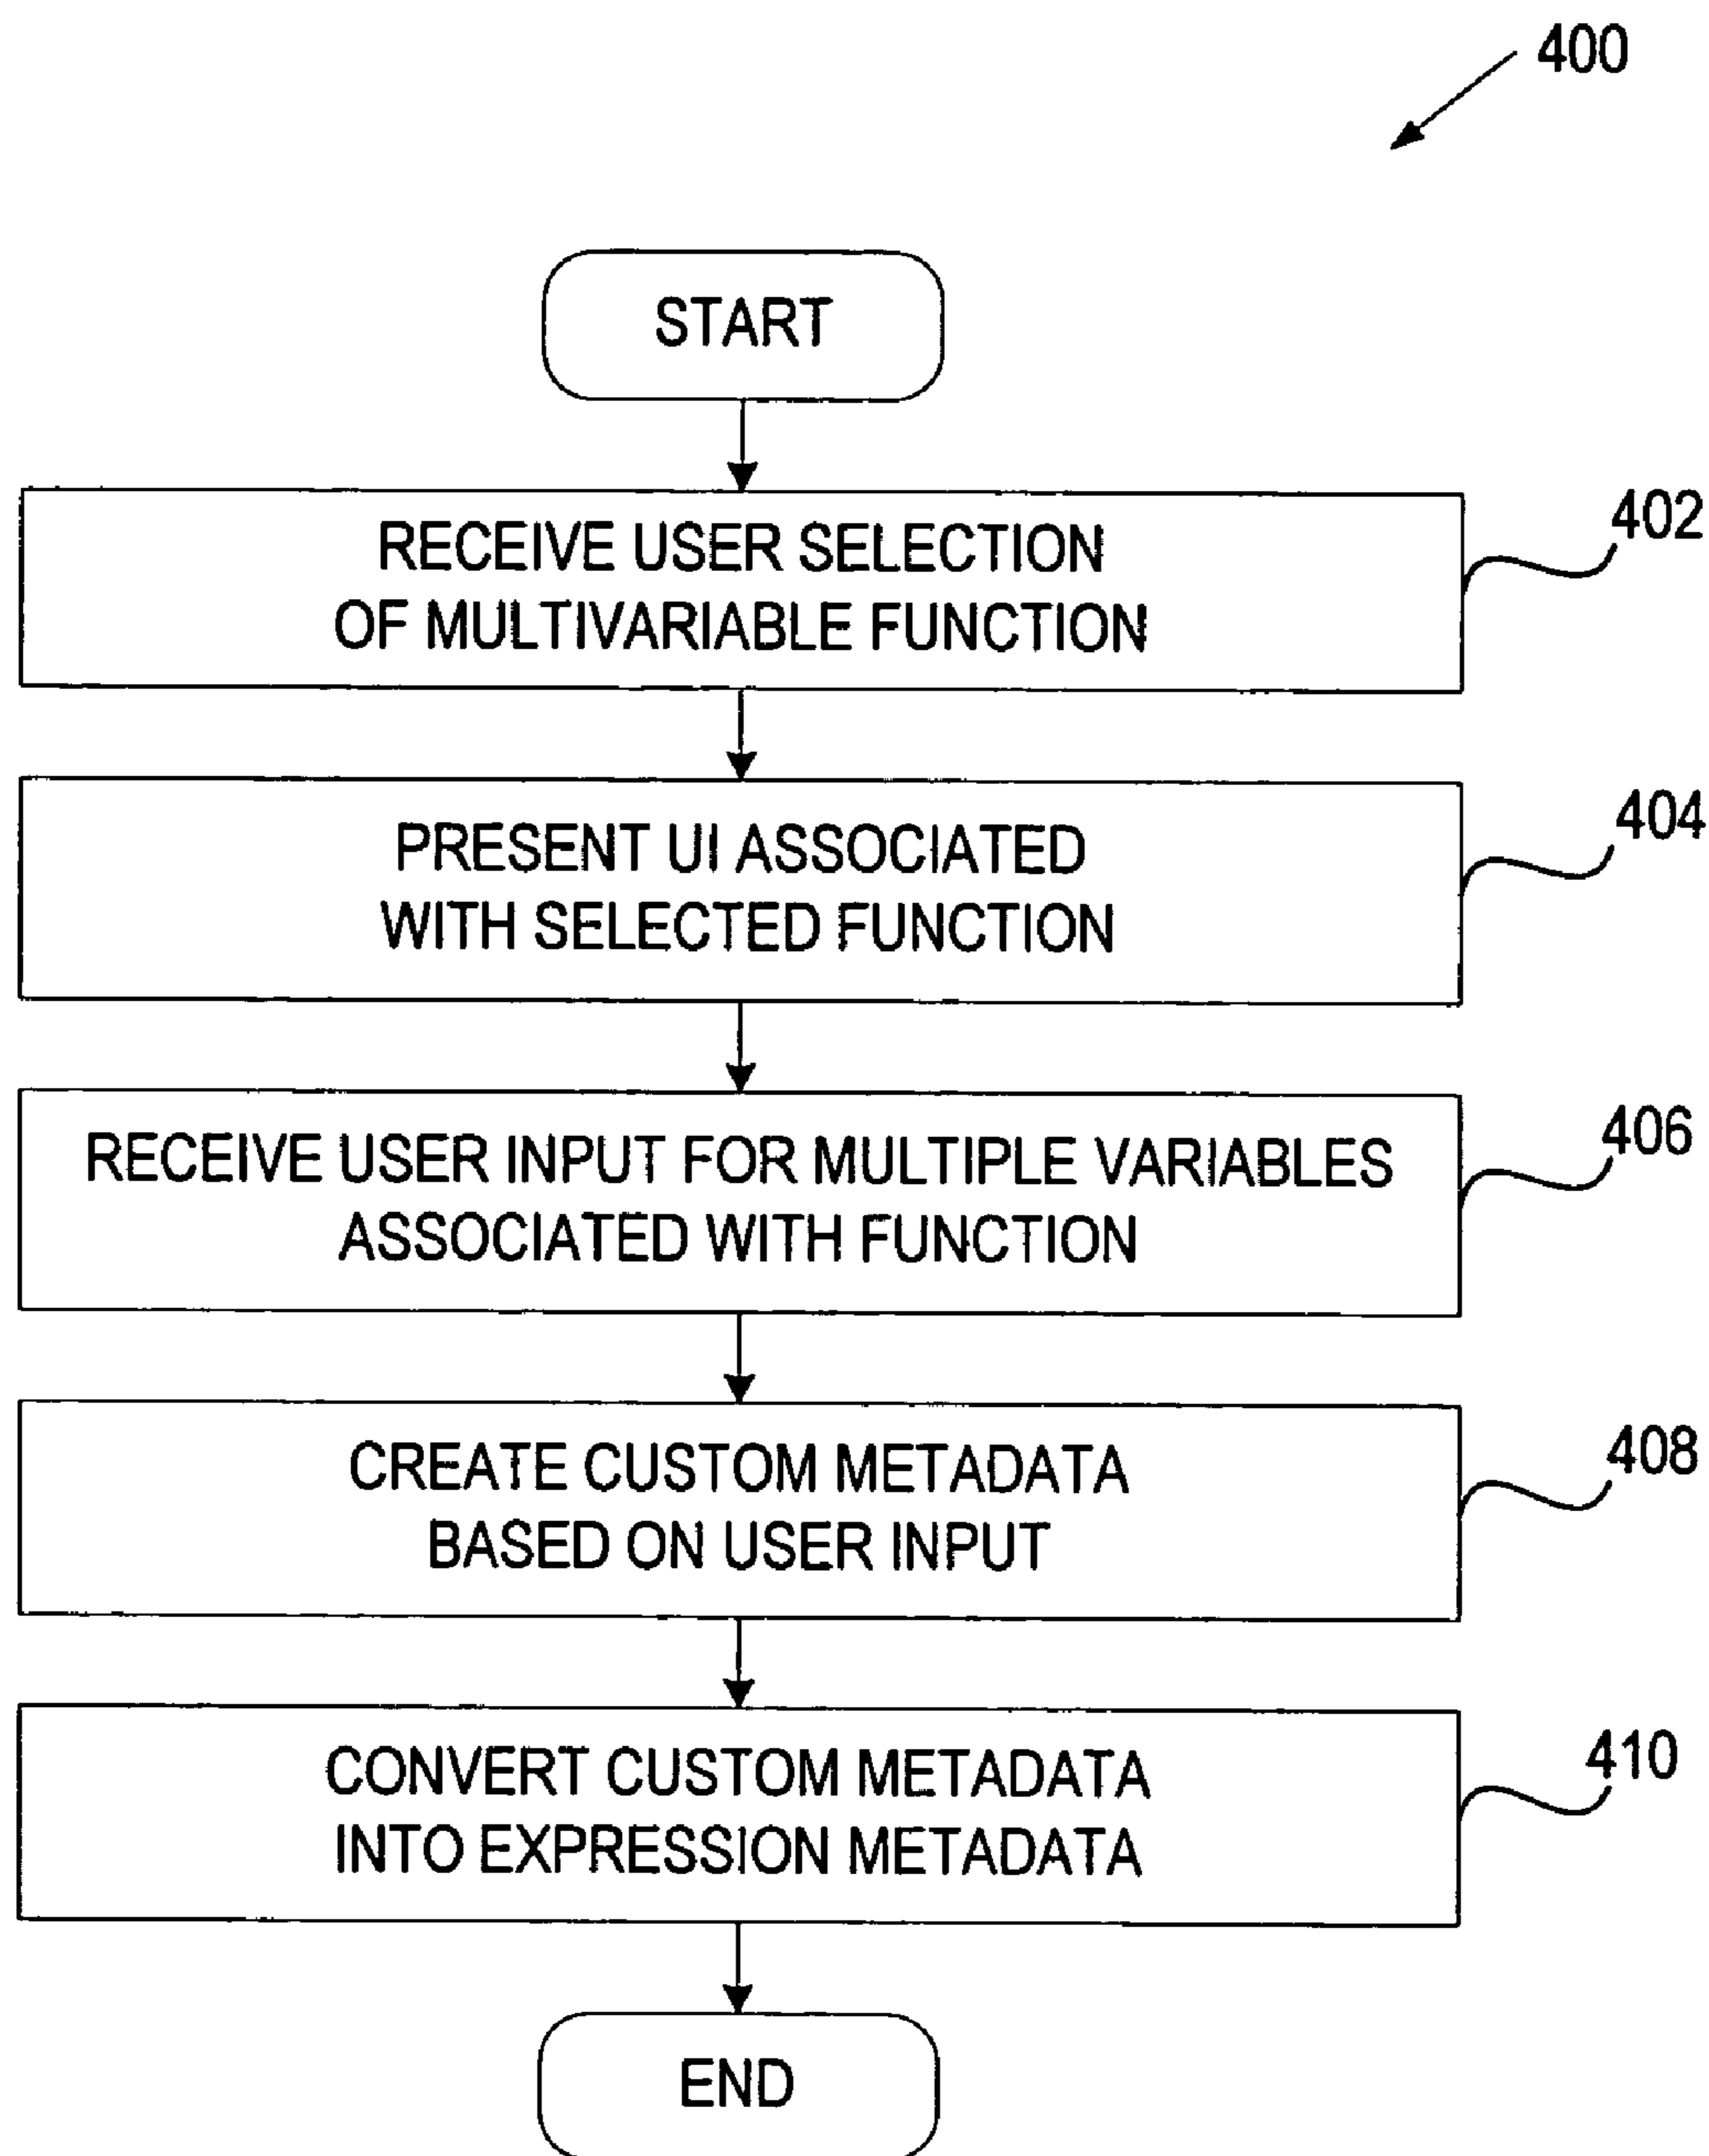 400
START
RECEIVE USER SELECTION
OF MULTIVARIABLE FUNCTION
402
PRESENT UI ASSOCIATED
WITH SELECTED FUNCTION
404
RECEIVE USER INPUT FOR MULTIPLE VARIABLES
ASSOCIATED WITH FUNCTION
406
CREATE CUSTOM METADATA
BASED ON USER INPUT
408
CONVERT CUSTOM METADATA
INTO EXPRESSION METADATA
410
END